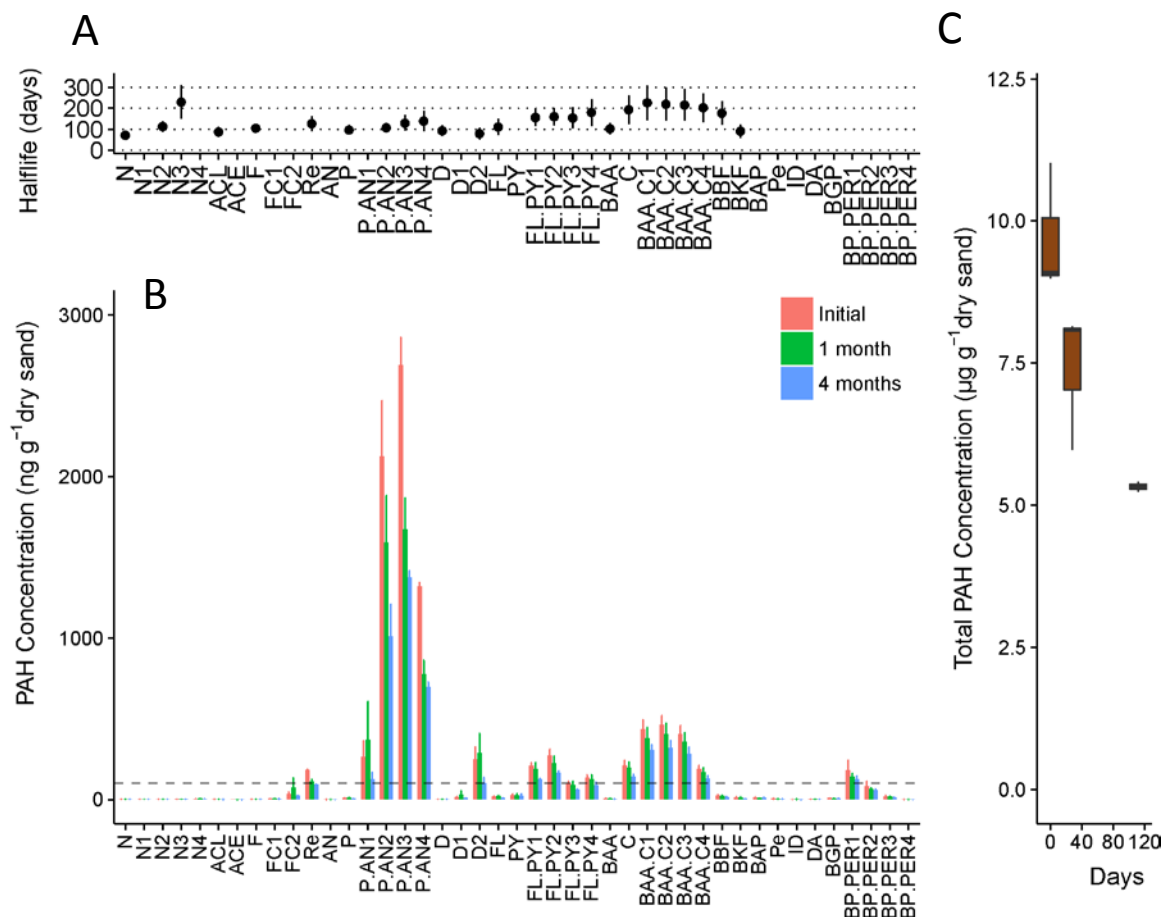 A
Halflife (days)
300
200
100
0
N
N1
N2
N3
N4
ACL
ACE
F
FC1
FC2
Re
AN
P
P.AN1
P.AN2
P.AN3
P.AN4
D
D1
D2
FL
PY
FL.PY1
FL.PY2
FL.PY3
FL.PY4
BAA
C
BAA.C1
BAA.C2
BAA.C3
BAA.C4
BBF
BKF
BAP
Pe
ID
DA
BGP
BP.PER1
BP.PER2
BP.PER3
BP.PER4
B
PAH Concentration (ng g⁻¹dry sand)
3000
2000
1000
0
Initial
1 month
4 months
N
N1
N2
N3
N4
ACL
ACE
F
FC1
FC2
Re
AN
P
P.AN1
P.AN2
P.AN3
P.AN4
D
D1
D2
FL
PY
FL.PY1
FL.PY2
FL.PY3
FL.PY4
BAA
C
BAA.C1
BAA.C2
BAA.C3
BAA.C4
BBF
BKF
BAP
Pe
ID
DA
BGP
BP.PER1
BP.PER2
BP.PER3
BP.PER4
C
Total PAH Concentration (µg g⁻¹dry sand)
12.5
10.0
7.5
5.0
2.5
0.0
0
40
80
120
Days